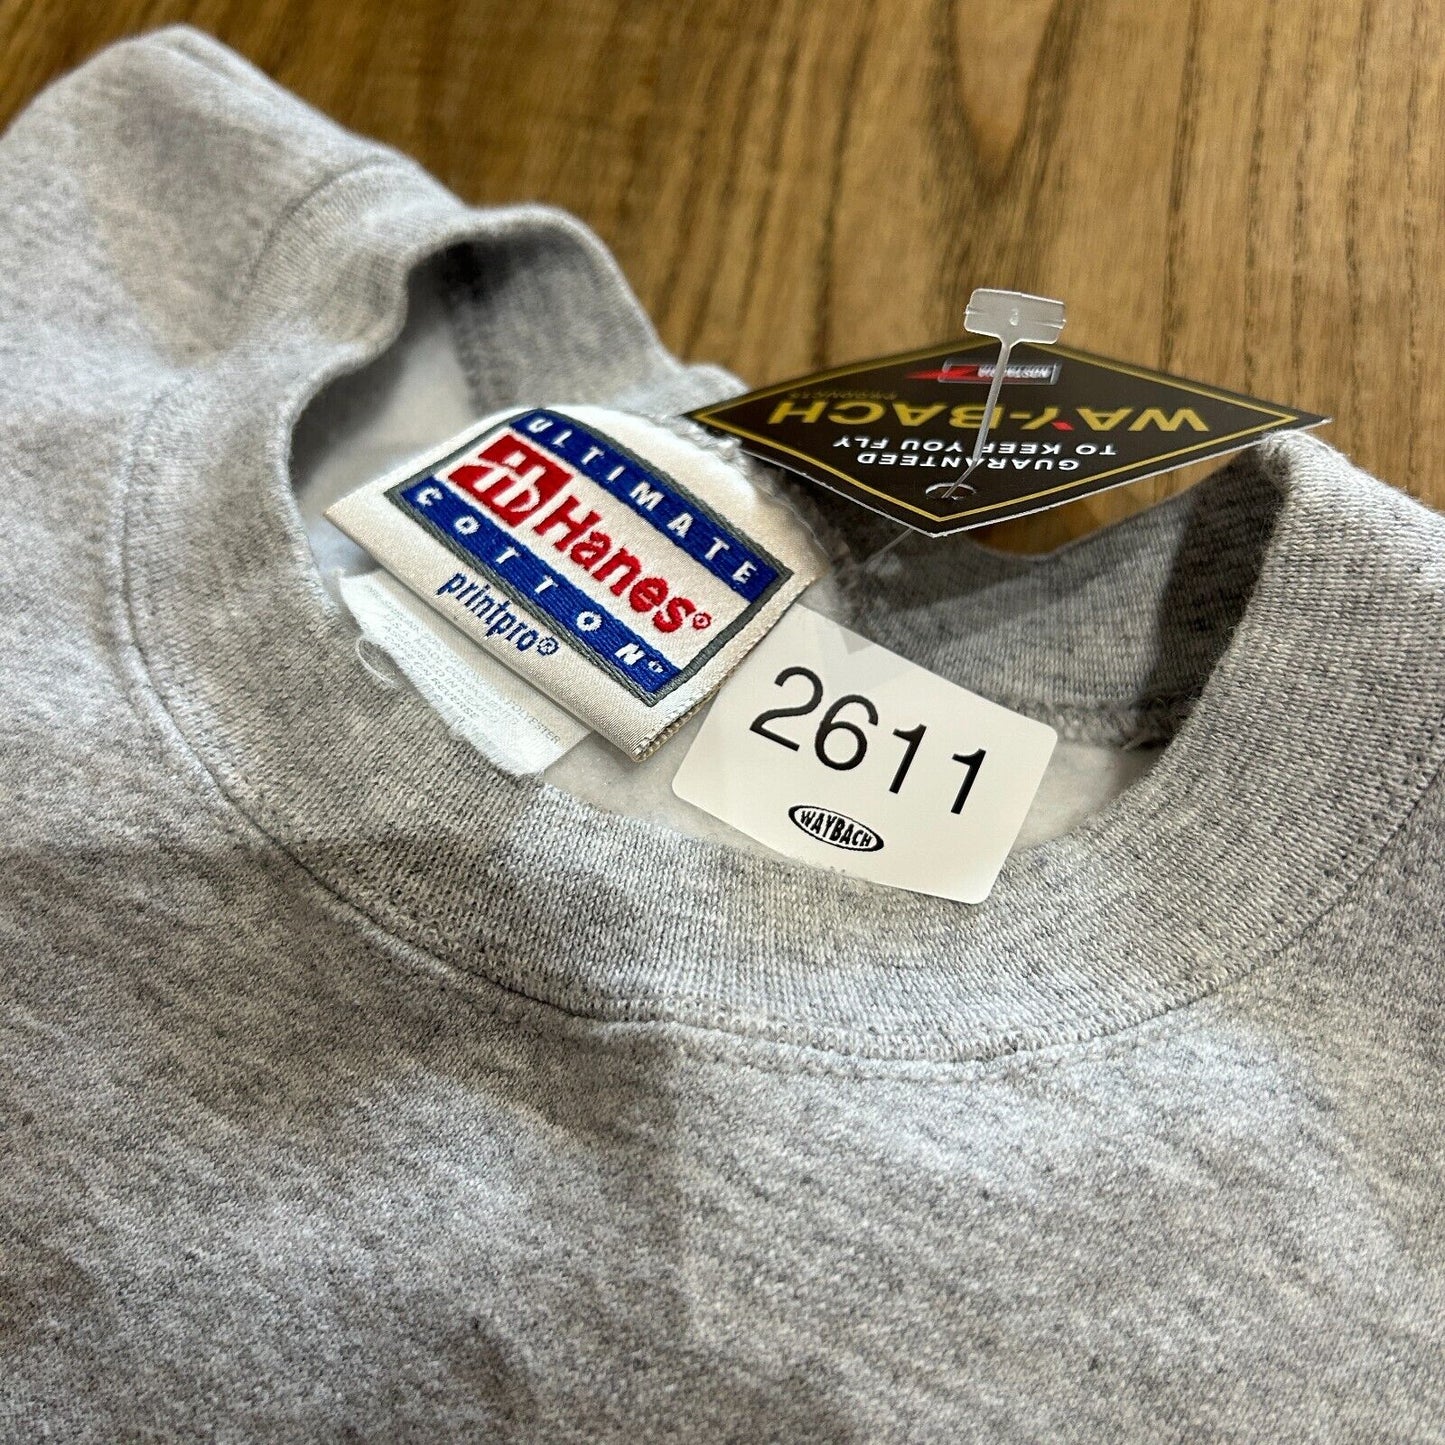 ULTIMATE
Hanes®
COTTON®
printpro®
WAY-BACH
GUARANTEED
TO KEEP YOU FLY
2611
WAYBACH